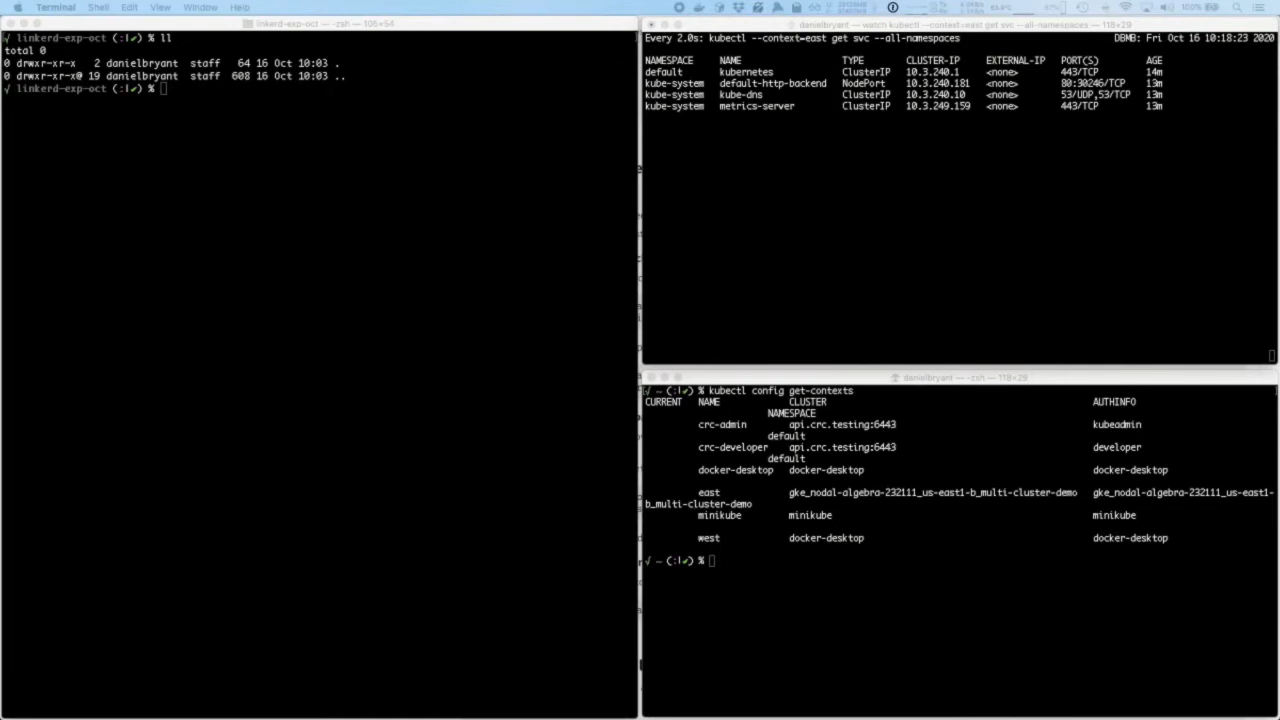 Terminal Shell Edit View Window Help
100%
linkerd-exp-oct — -zsh — 106×54
√ linkerd-exp-oct (:|✔) % ll
total 0
0 drwxr-xr-x   2 danielbryant  staff   64 16 Oct 10:03 .
0 drwxr-xr-x@ 19 danielbryant  staff  608 16 Oct 10:03 ..
√ linkerd-exp-oct (:|✔) %
danielbryant — watch kubectl --context=east get svc --all-namespaces — 118×29
Every 2.0s: kubectl --context=east get svc --all-namespaces DBMB: Fri Oct 16 10:18:23 2020
NAMESPACE NAME TYPE CLUSTER-IP EXTERNAL-IP PORT(S) AGE
default kubernetes ClusterIP 10.3.240.1 <none> 443/TCP 14m
kube-system default-http-backend NodePort 10.3.240.181 <none> 80:30246/TCP 13m
kube-system kube-dns ClusterIP 10.3.240.10 <none> 53/UDP,53/TCP 13m
kube-system metrics-server ClusterIP 10.3.249.159 <none> 443/TCP 13m
danielbryant — -zsh — 118×29
√ ~ (:|✔) % kubectl config get-contexts
CURRENT NAME CLUSTER AUTHINFO
NAMESPACE
crc-admin api.crc.testing:6443 kubeadmin
default
crc-developer api.crc.testing:6443 developer
default
docker-desktop docker-desktop docker-desktop
east gke_nodal-algebra-232111_us-east1-b_multi-cluster-demo gke_nodal-algebra-232111_us-east1-
b_multi-cluster-demo
minikube minikube minikube
west docker-desktop docker-desktop
√ ~ (:|✔) %